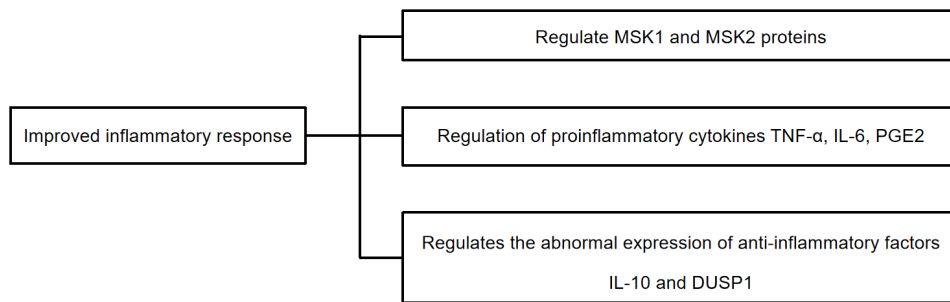 Regulate MSK1 and MSK2 proteins
Improved inflammatory response
Regulation of proinflammatory cytokines TNF-α, IL-6, PGE2
Regulates the abnormal expression of anti-inflammatory factors
IL-10 and DUSP1